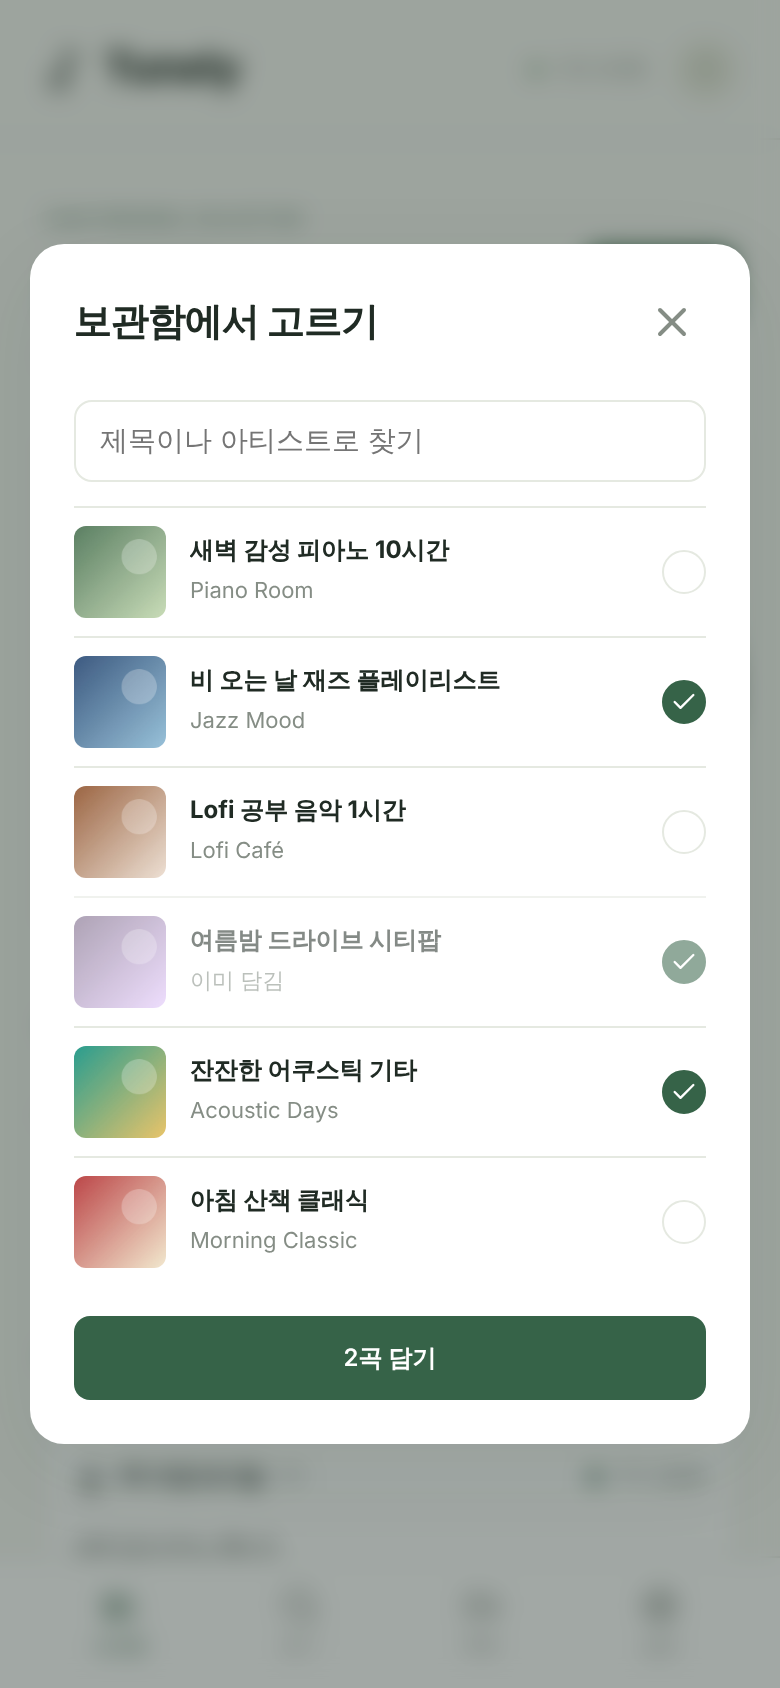 Tunely
보관함에서 고르기
제목이나 아티스트로 찾기
새벽 감성 피아노 10시간
Piano Room
비 오는 날 재즈 플레이리스트
Jazz Mood
Lofi 공부 음악 1시간
Lofi Café
여름밤 드라이브 시티팝
이미 담김
잔잔한 어쿠스틱 기타
Acoustic Days
아침 산책 클래식
Morning Classic
2곡 담기